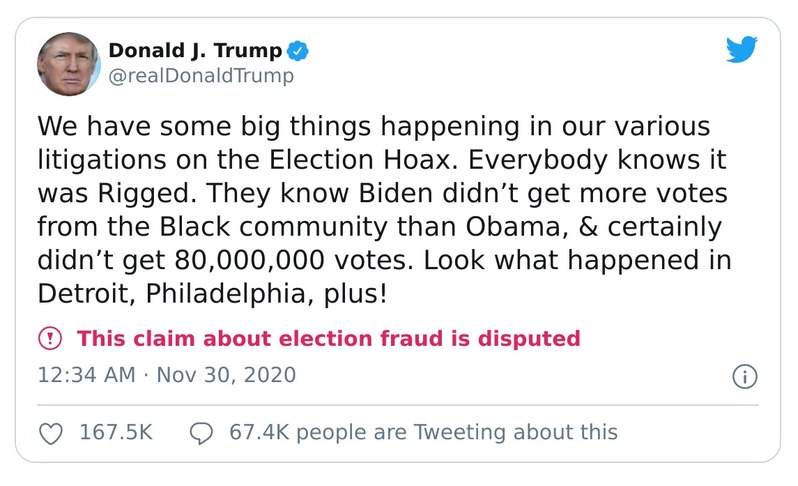 Donald J. Trump
@realDonaldTrump
We have some big things happening in our various
litigations on the Election Hoax. Everybody knows it
was Rigged. They know Biden didn’t get more votes
from the Black community than Obama, & certainly
didn’t get 80,000,000 votes. Look what happened in
Detroit, Philadelphia, plus!
This claim about election fraud is disputed
12:34 AM · Nov 30, 2020
167.5K 67.4K people are Tweeting about this